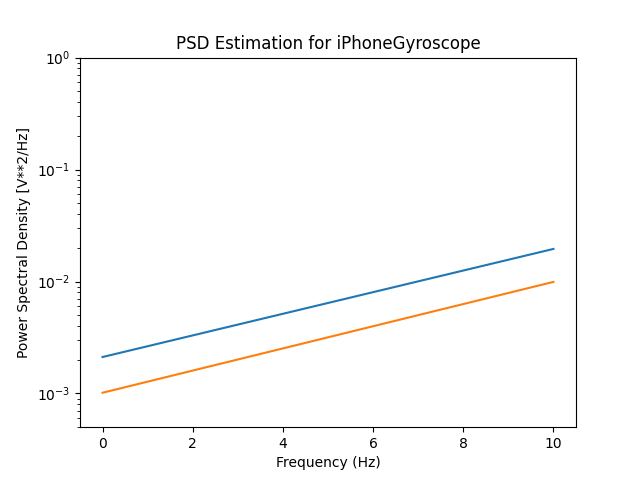 PSD Estimation for iPhoneGyroscope
Power Spectral Density [V**2/Hz]
10⁰
10⁻¹
10⁻²
10⁻³
0 2 4 6 8 10
Frequency (Hz)